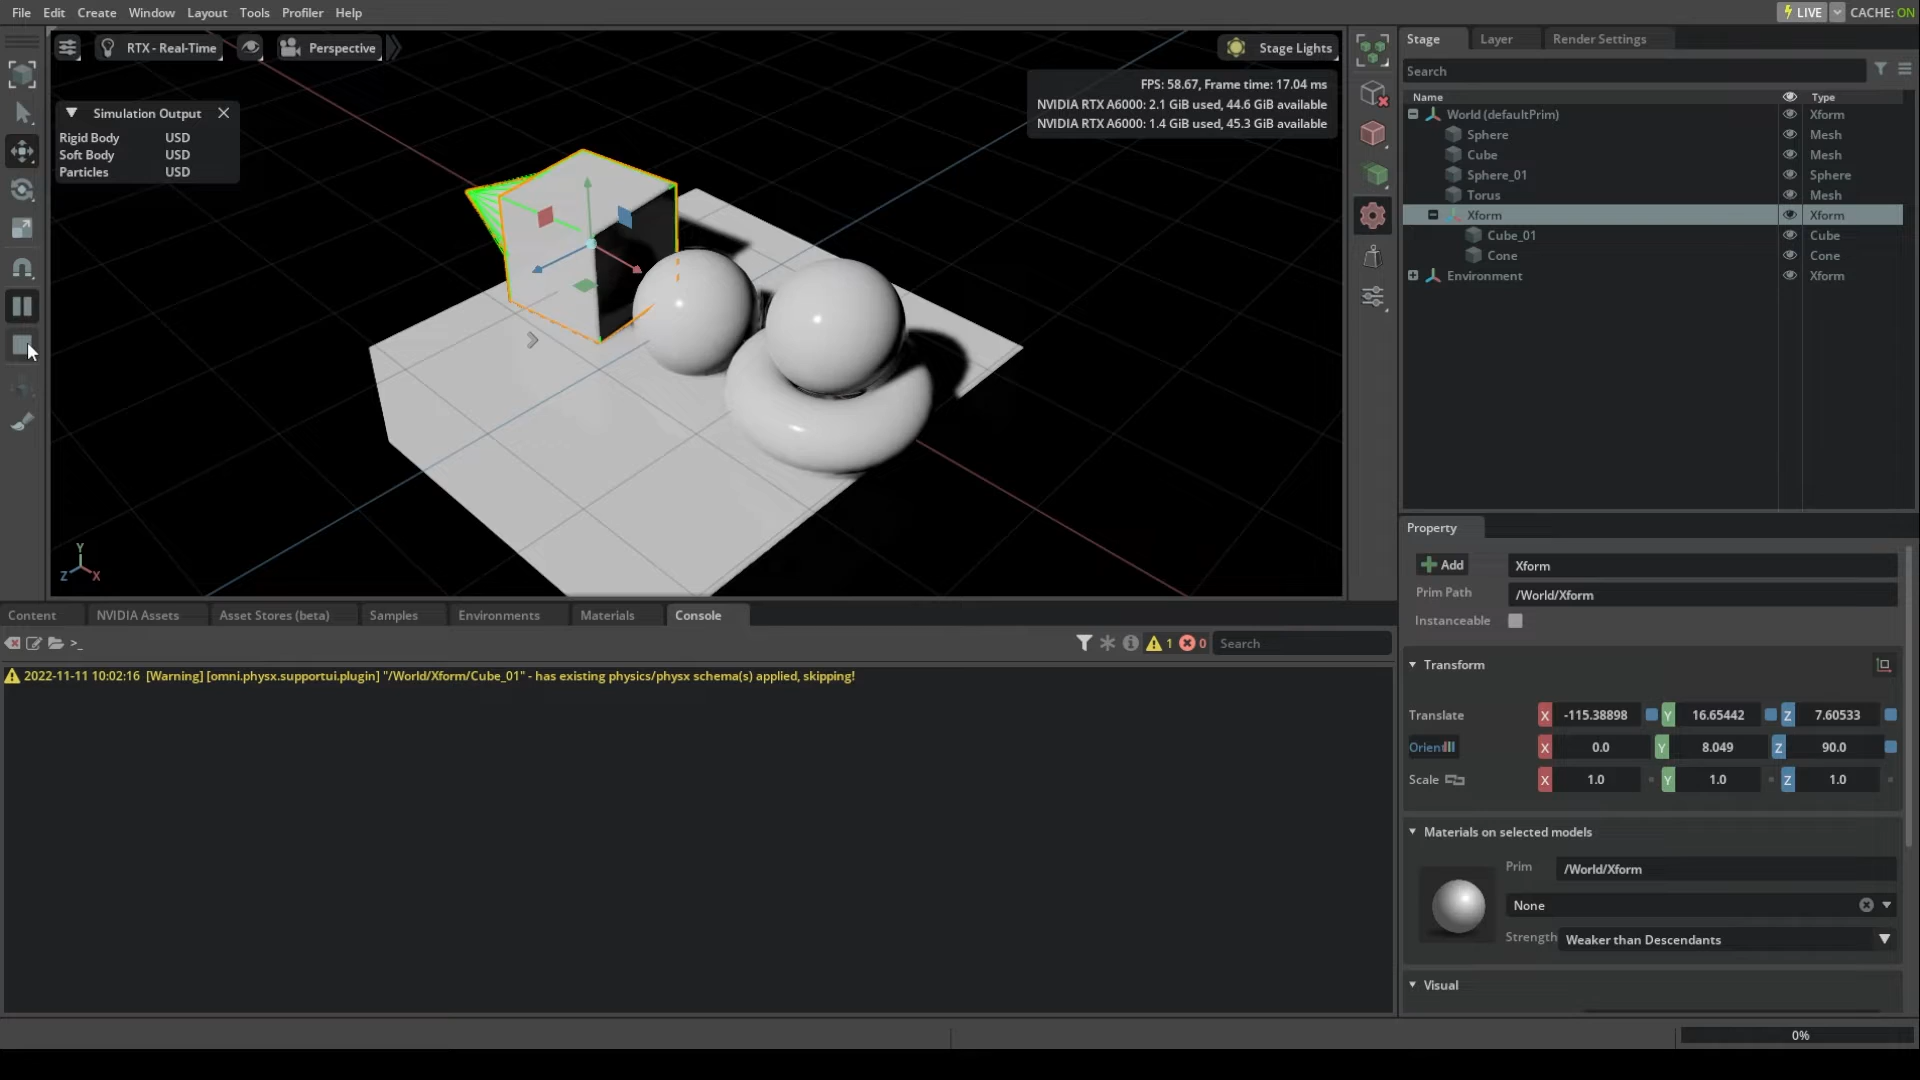 File Edit Create Window Layout Tools Profiler Help LIVE CACHE: ON
RTX - Real-Time Perspective Stage Lights
FPS: 58.67, Frame time: 17.04 ms
NVIDIA RTX A6000: 2.1 GiB used, 44.6 GiB available
NVIDIA RTX A6000: 1.4 GiB used, 45.3 GiB available
Simulation Output
Rigid Body USD
Soft Body USD
Particles USD
Y
Z X
Stage Layer Render Settings
Search
Name Type
World (defaultPrim) Xform
Sphere Mesh
Cube Mesh
Sphere_01 Sphere
Torus Mesh
Xform Xform
Cube_01 Cube
Cone Cone
Environment Xform
Content NVIDIA Assets Asset Stores (beta) Samples Environments Materials Console
>_ 1 0 Search
2022-11-11 10:02:16 [Warning] [omni.physx.supportui.plugin] "/World/Xform/Cube_01" - has existing physics/physx schema(s) applied, skipping!
Property
Add Xform
Prim Path /World/Xform
Instanceable
Transform
Translate X -115.38898 Y 16.65442 Z 7.60533
Orient X 0.0 Y 8.049 Z 90.0
Scale X 1.0 Y 1.0 Z 1.0
Materials on selected models
Prim /World/Xform
None
Strength Weaker than Descendants
Visual
0%